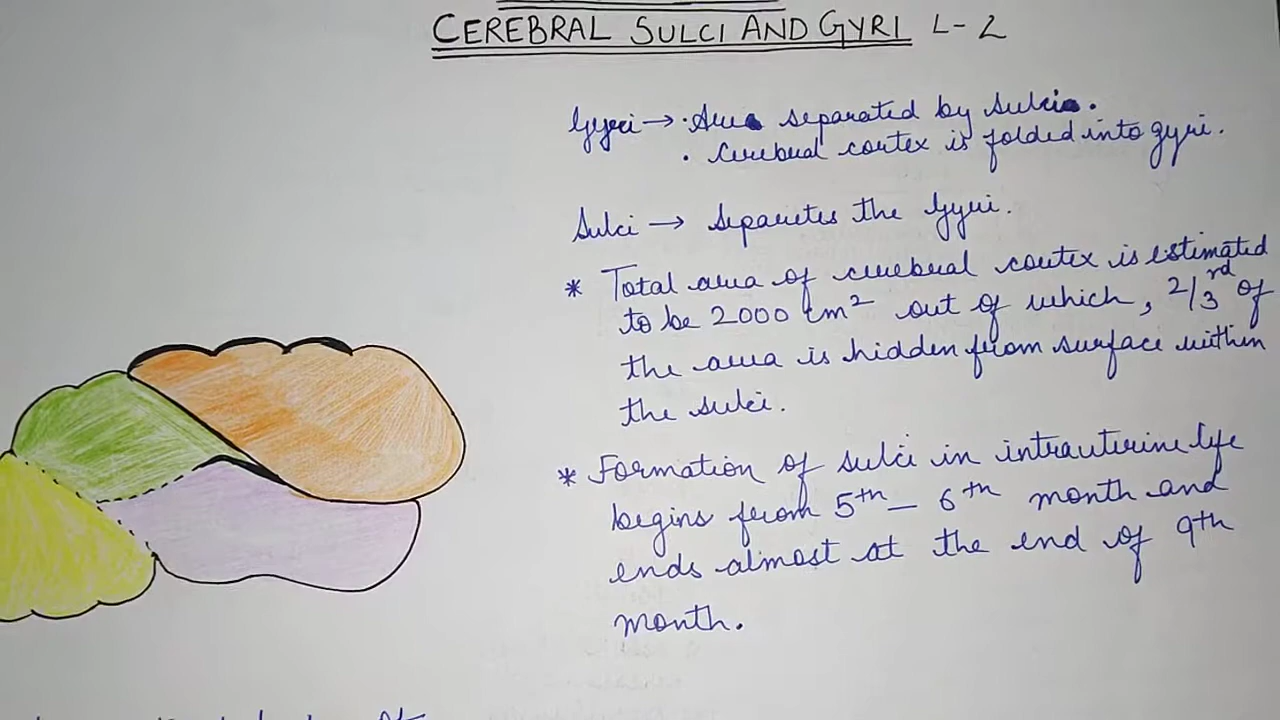 CEREBRAL SULCI AND GYRI L-2
Gyri → · Area separated by sulci.
· Cerebral cortex is folded into gyri.
Sulci → Separates the Gyri.
* Total area of cerebral cortex is estimated
to be 2000 cm² out of which, 2/3rd of
the area is hidden from surface within
the sulci.
* Formation of sulci in intrauterine life
begins from 5th – 6th month and
ends almost at the end of 9th
month.